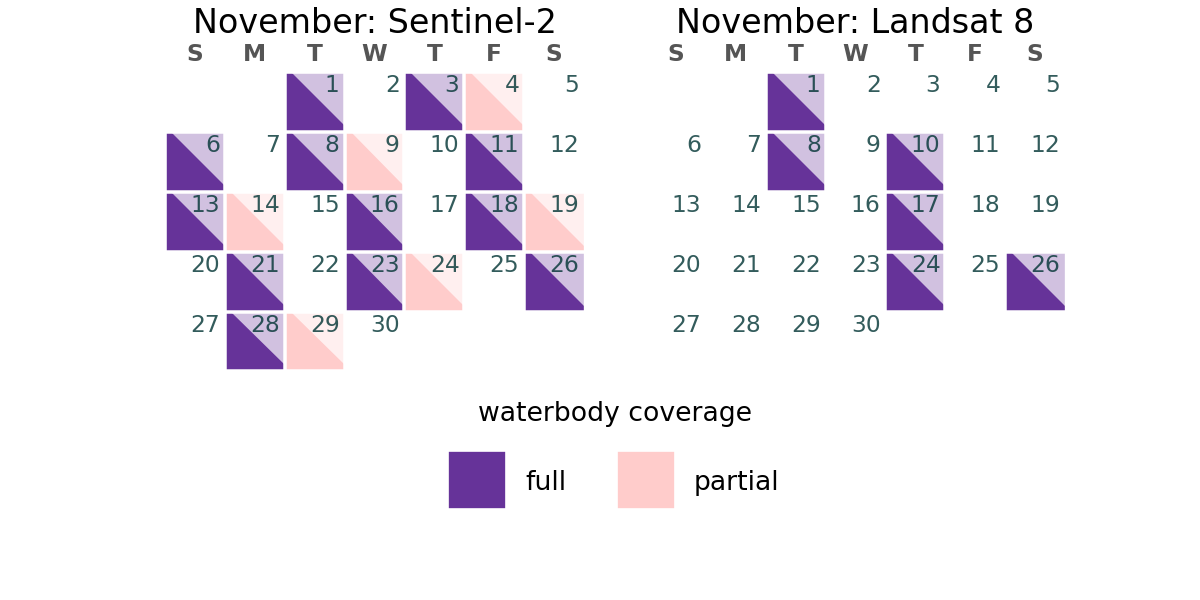 November: Sentinel-2
S M T W T F S
1 2 3 4 5
6 7 8 9 10 11 12
13 14 15 16 17 18 19
20 21 22 23 24 25 26
27 28 29 30
November: Landsat 8
S M T W T F S
1 2 3 4 5
6 7 8 9 10 11 12
13 14 15 16 17 18 19
20 21 22 23 24 25 26
27 28 29 30
waterbody coverage
full
partial